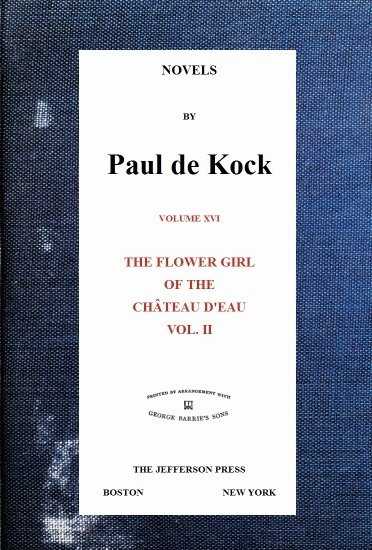 NOVELS
BY
Paul de Kock
VOLUME XVI
THE FLOWER GIRL
OF THE
CHÂTEAU D'EAU
VOL. II
PRINTED BY ARRANGEMENT WITH
GEORGE BARRIE'S SONS
THE JEFFERSON PRESS
BOSTON NEW YORK